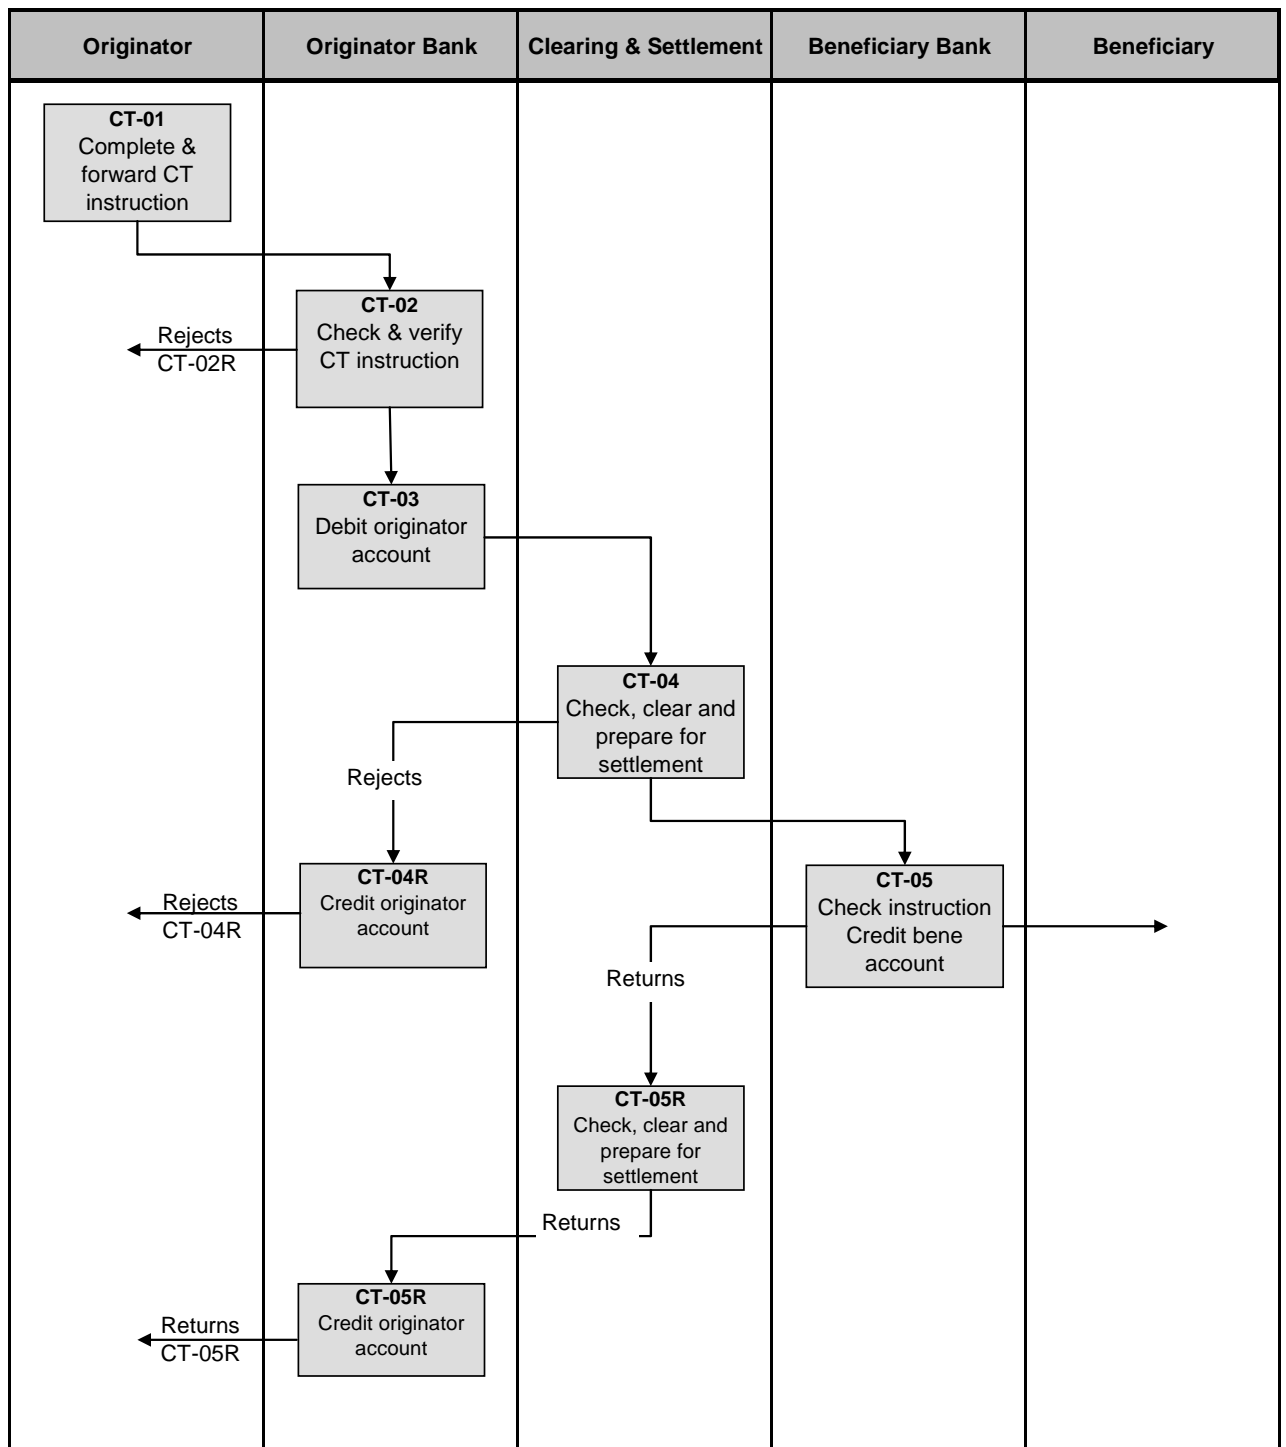 Originator
Originator Bank
Clearing & Settlement
Beneficiary Bank
Beneficiary
CT-01
Complete &
forward CT
instruction
CT-02
Check & verify
CT instruction
Rejects
CT-02R
CT-03
Debit originator
account
CT-04
Check, clear and
prepare for
settlement
Rejects
CT-04R
Credit originator
account
Rejects
CT-04R
CT-05
Check instruction
Credit bene
account
Returns
CT-05R
Check, clear and
prepare for
settlement
Returns
CT-05R
Credit originator
account
Returns
CT-05R